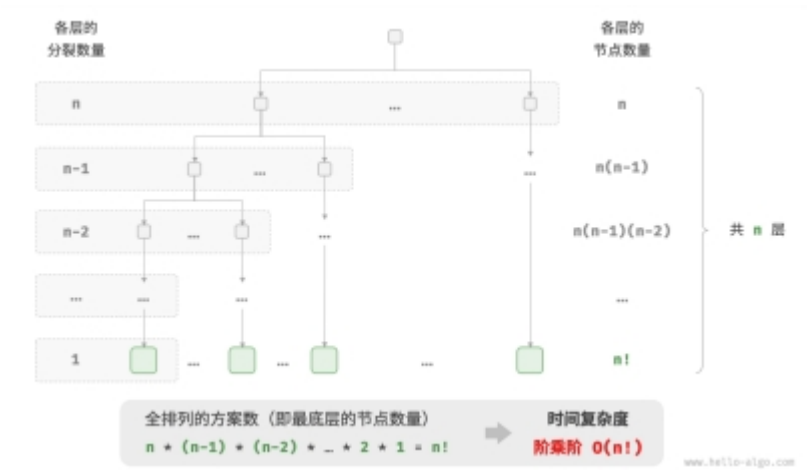 各层的
分裂数量
各层的
节点数量
n
…
n
n-1
…
…
n(n-1)
n-2
…
…
n(n-1)(n-2)
共 n 层
…
…
…
…
1
…
…
…
n!
全排列的方案数（即最底层的节点数量）
n * (n-1) * (n-2) * … * 2 * 1 = n!
时间复杂度
阶乘阶 O(n!)
www.hello-algo.com